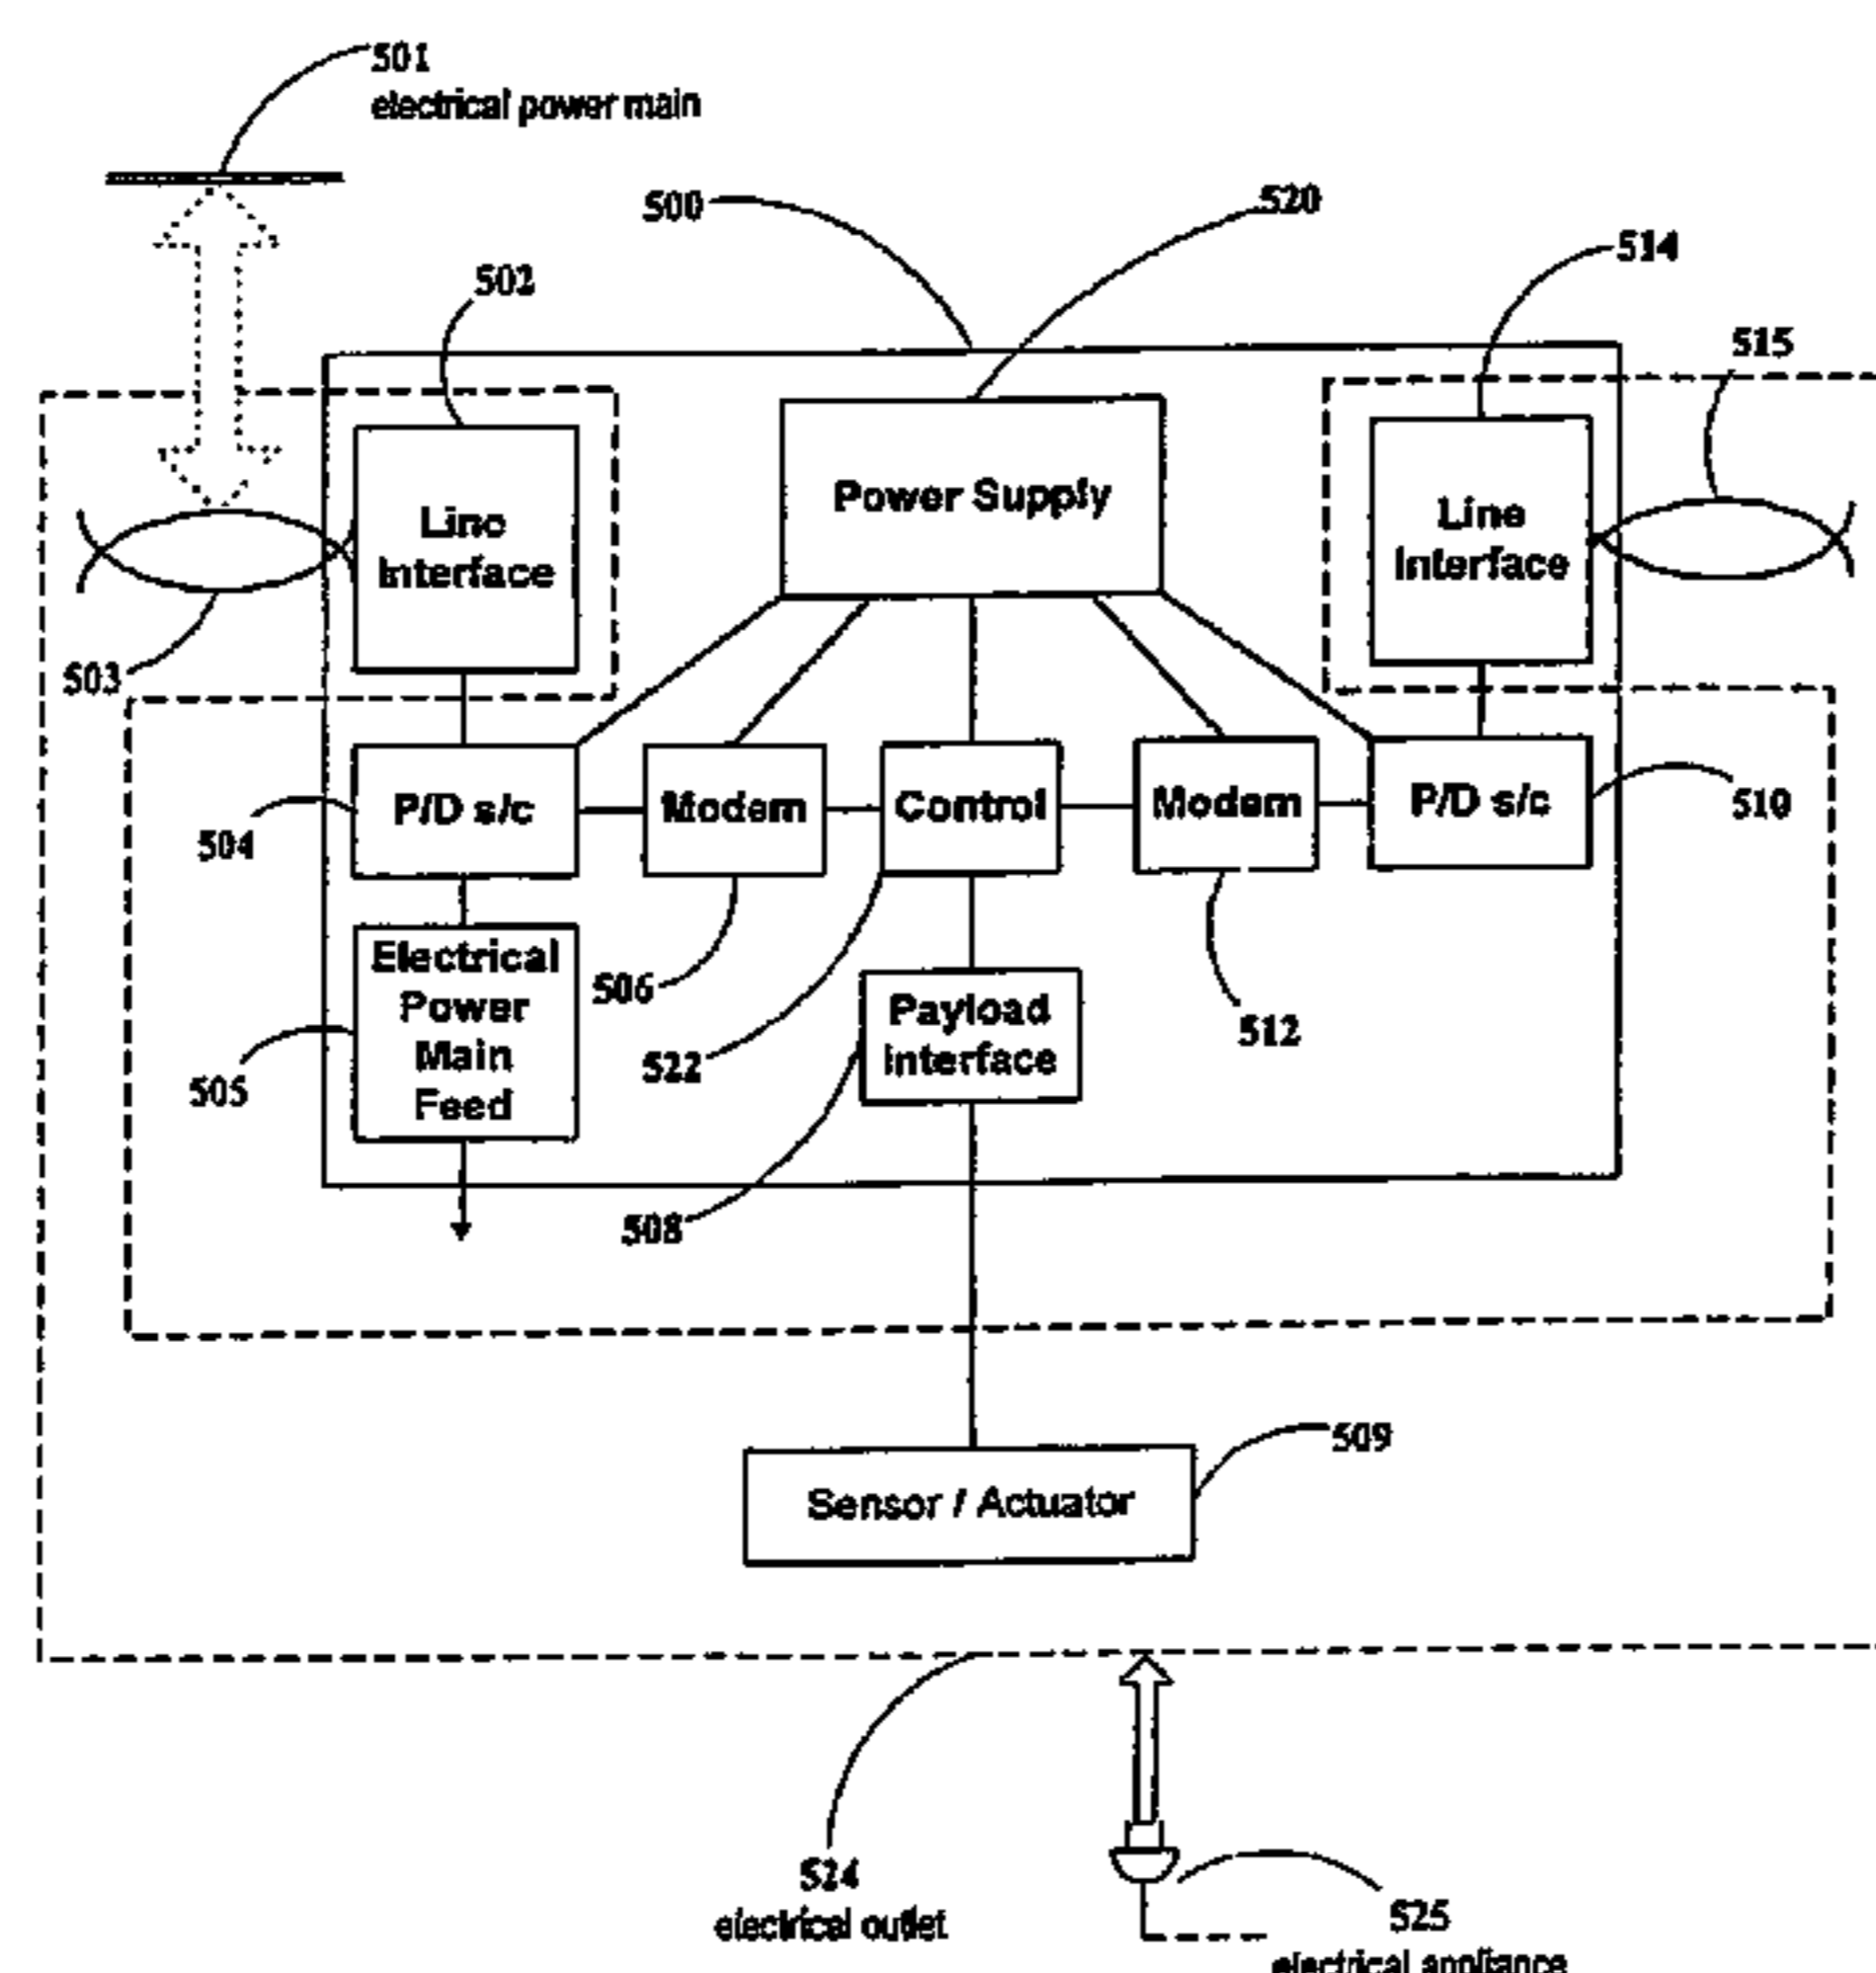 501
electrical power main
500
520
514
502
515
Line
Interface
Power Supply
Line
Interface
503
P/D s/c
Modem
Control
Modem
P/D s/c
504
510
Electrical
Power
Main
Feed
506
Payload
Interface
512
522
505
508
509
Sensor / Actuator
524
electrical outlet
525
electrical appliance